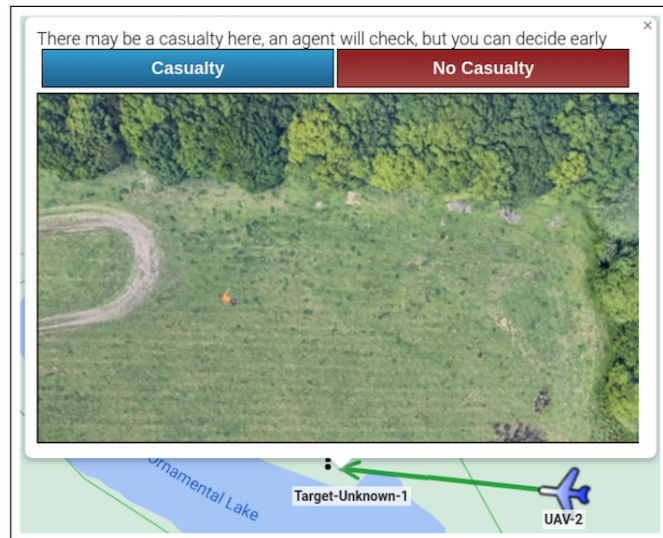 There may be a casualty here, an agent will check, but you can decide early
×
Casualty
No Casualty
Ornamental Lake
Target-Unknown-1
UAV-2